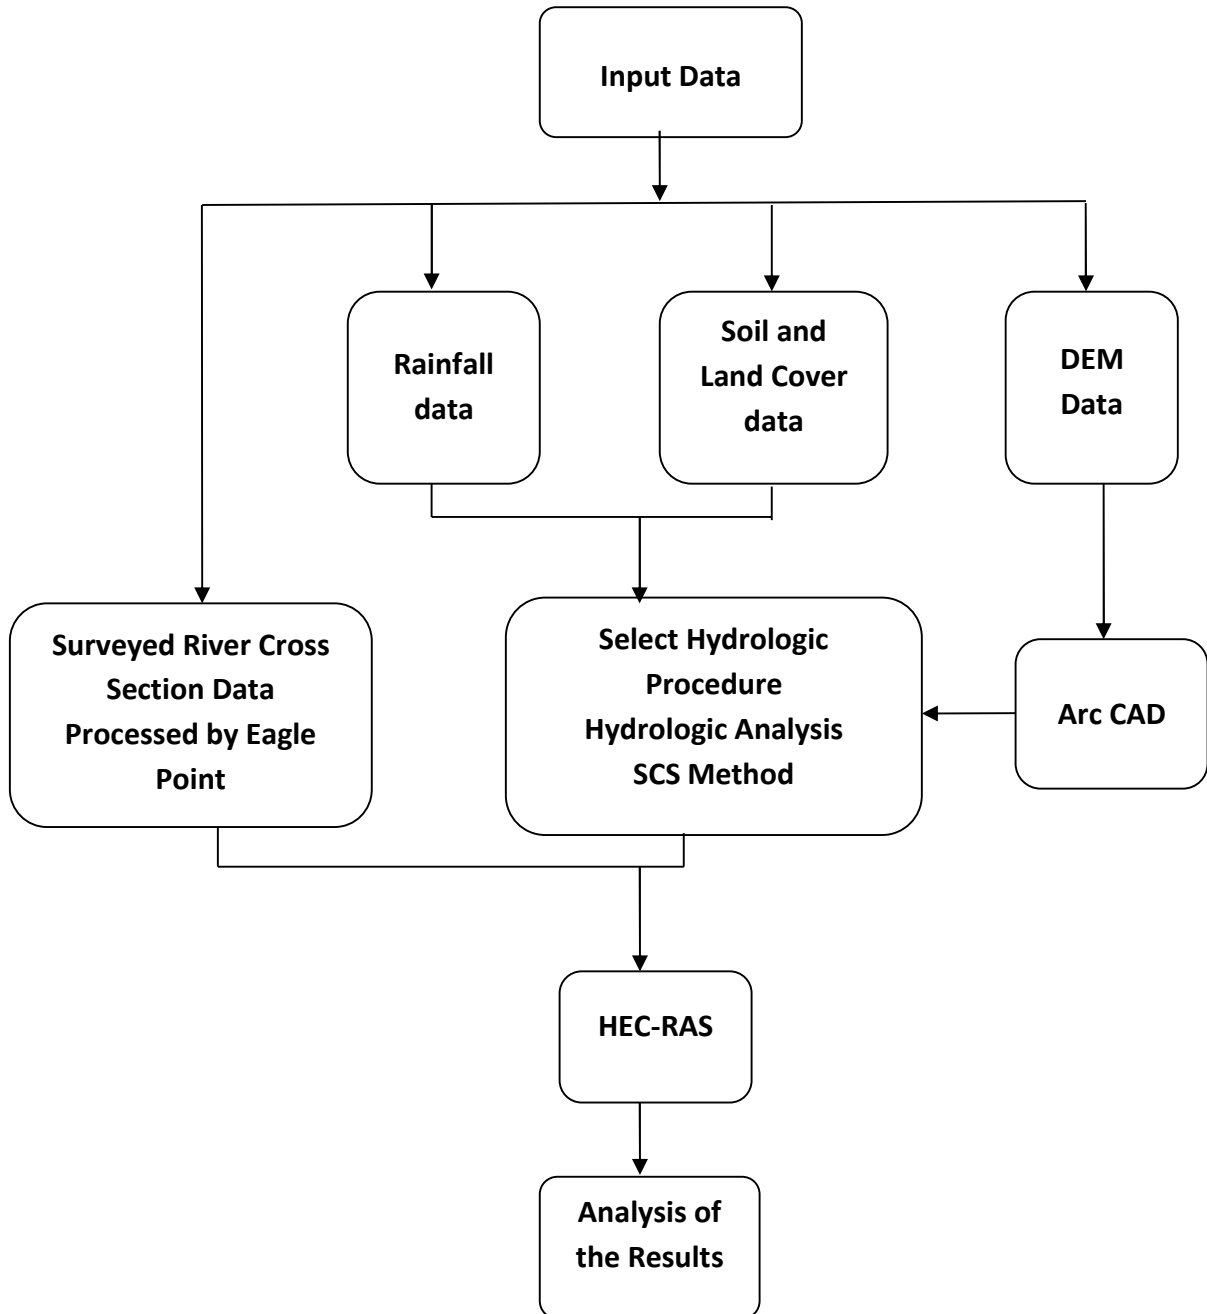 Input Data
Rainfall
data
Soil and
Land Cover
data
DEM
Data
Surveyed River Cross
Section Data
Processed by Eagle
Point
Select Hydrologic
Procedure
Hydrologic Analysis
SCS Method
Arc CAD
HEC-RAS
Analysis of
the Results